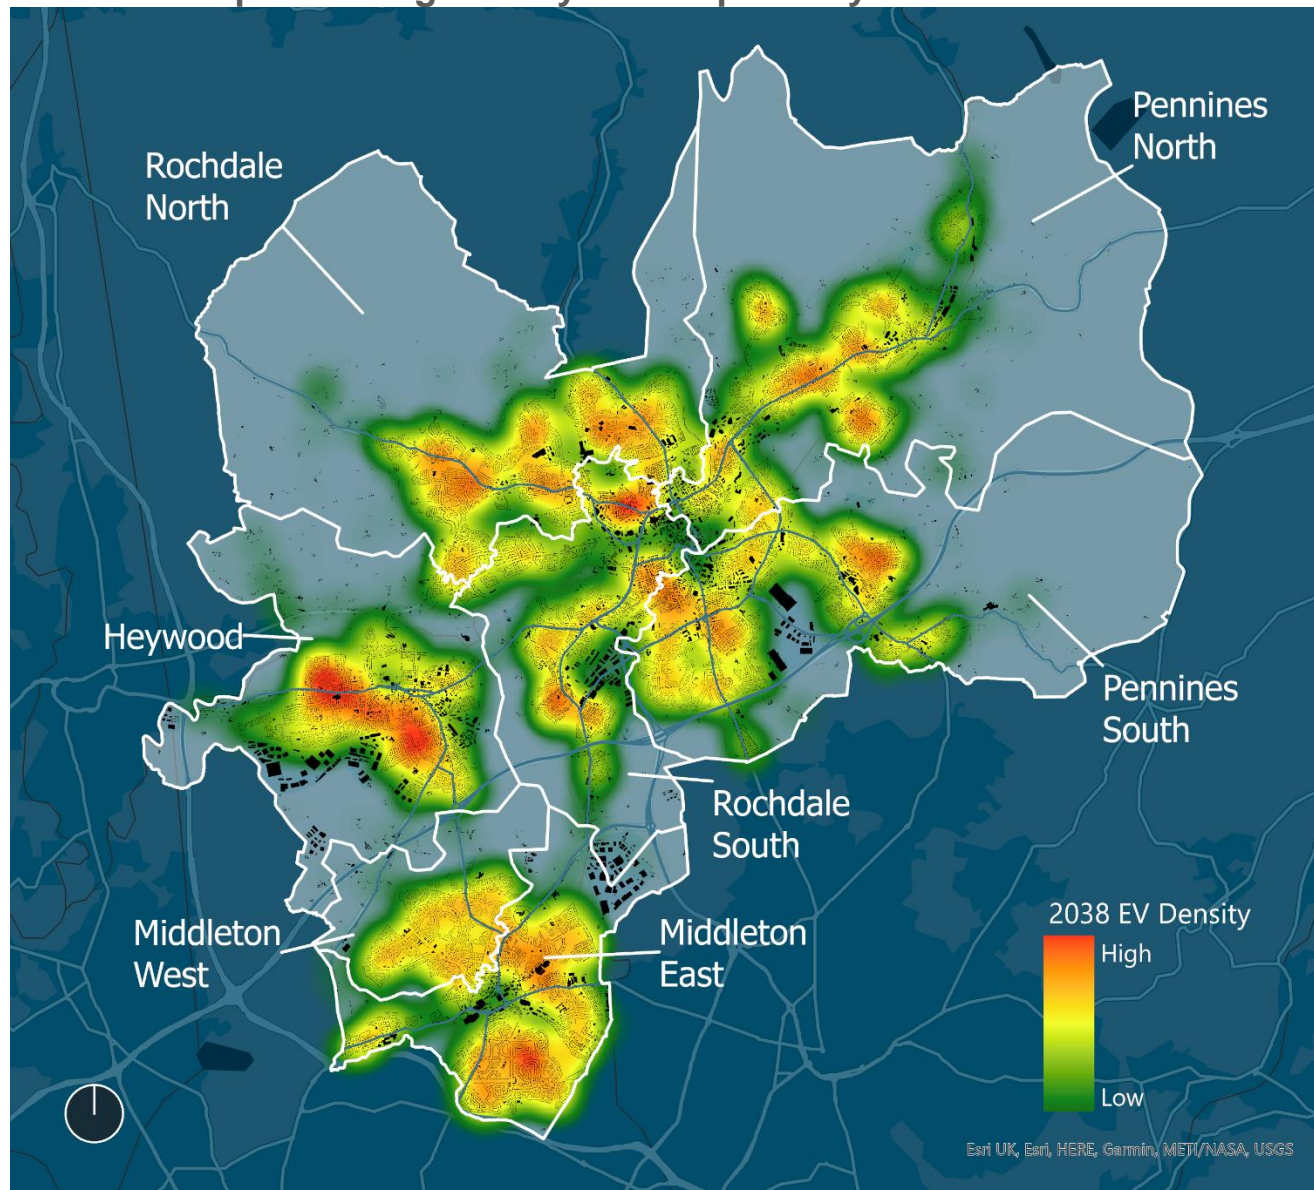 Pennines
North
Rochdale
North
Heywood
Pennines
South
Rochdale
South
Middleton
West
Middleton
East
2038 EV Density
High
Low
Esri UK, Esri, HERE, Garmin, METI/NASA, USGS